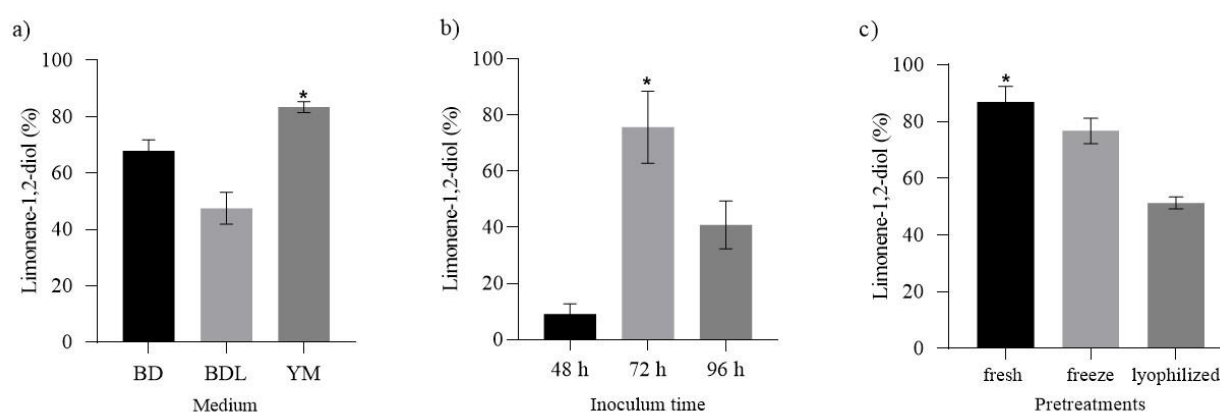 a)
Limonene-1,2-diol (%)
100
80
60
40
20
0
*
BD BDL YM
Medium
b)
Limonene-1,2-diol (%)
100
80
60
40
20
0
*
48 h 72 h 96 h
Inoculum time
c)
Limonene-1,2-diol (%)
100
80
60
40
20
0
*
fresh freeze lyophilized
Pretreatments